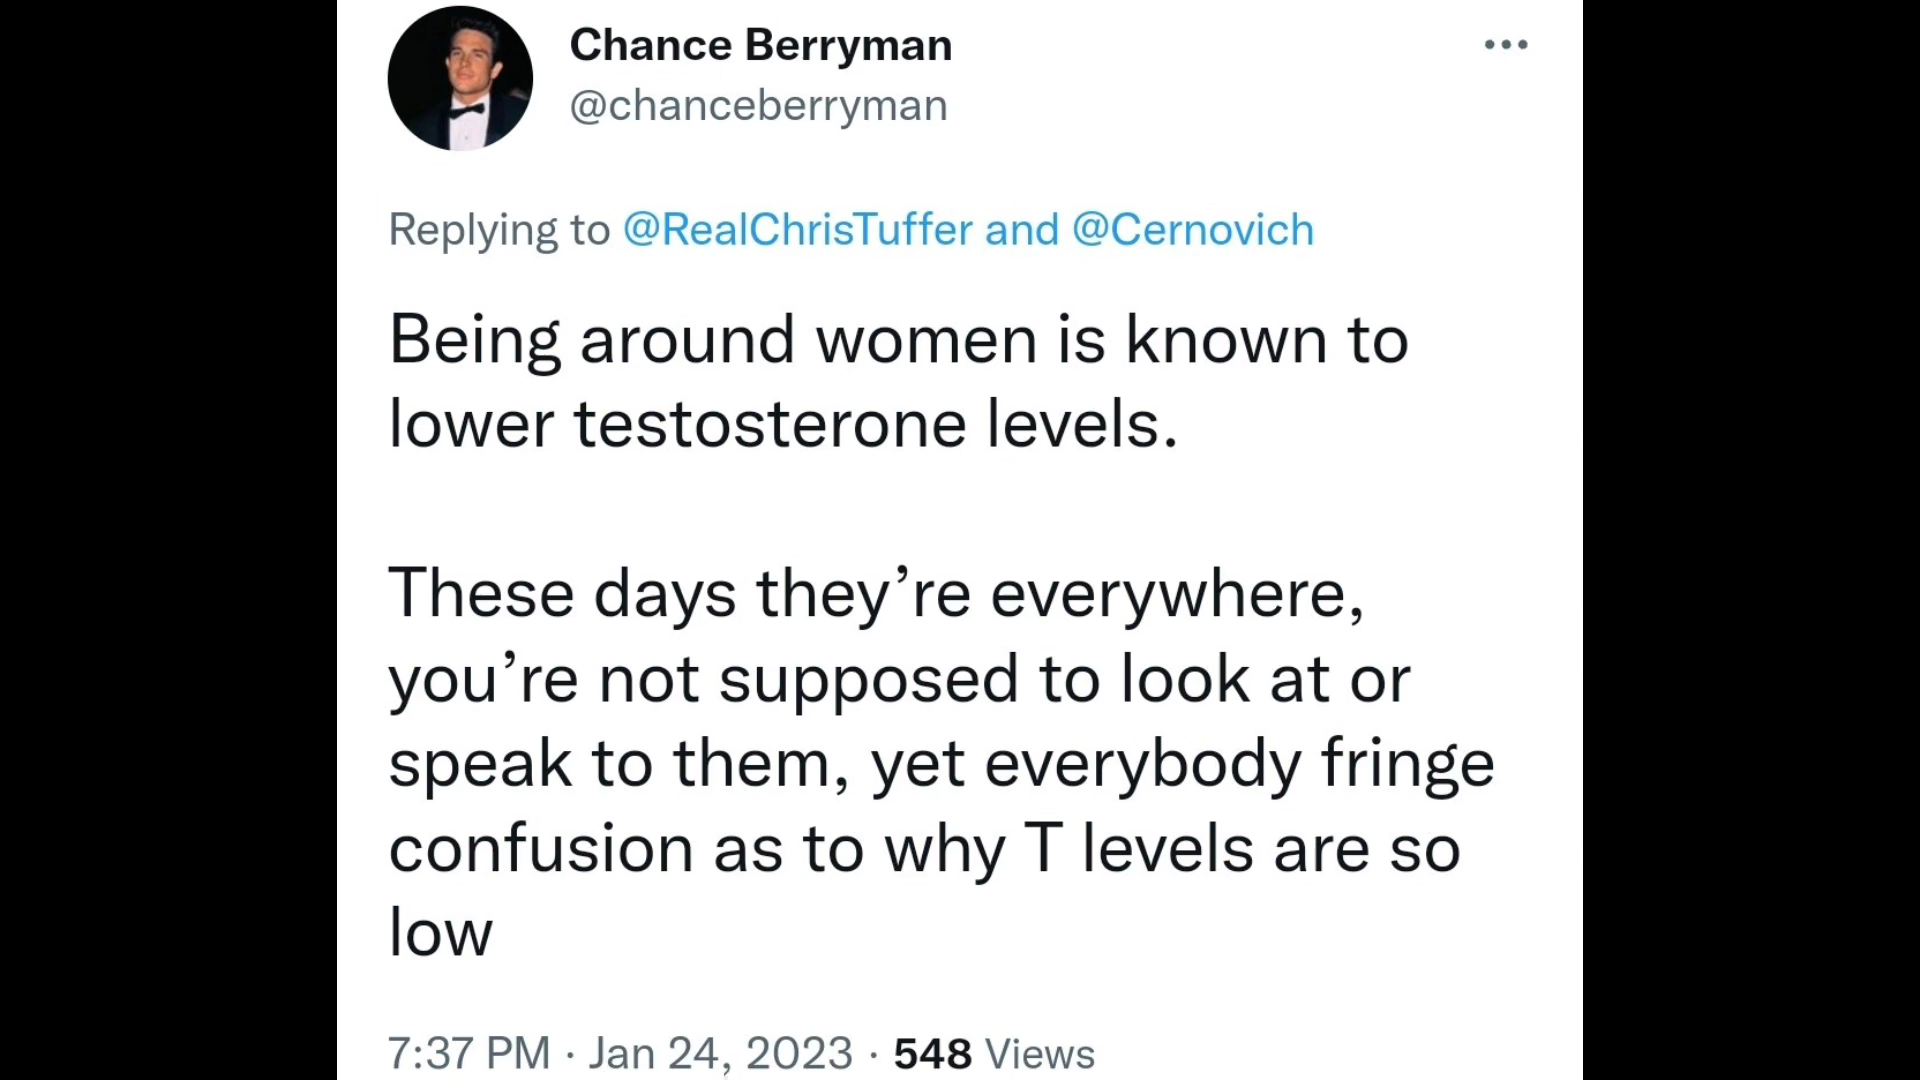 Chance Berryman
@chanceberryman
Replying to @RealChrisTuffer and @Cernovich
Being around women is known to
lower testosterone levels.
These days they’re everywhere,
you’re not supposed to look at or
speak to them, yet everybody fringe
confusion as to why T levels are so
low
7:37 PM · Jan 24, 2023 · 548 Views